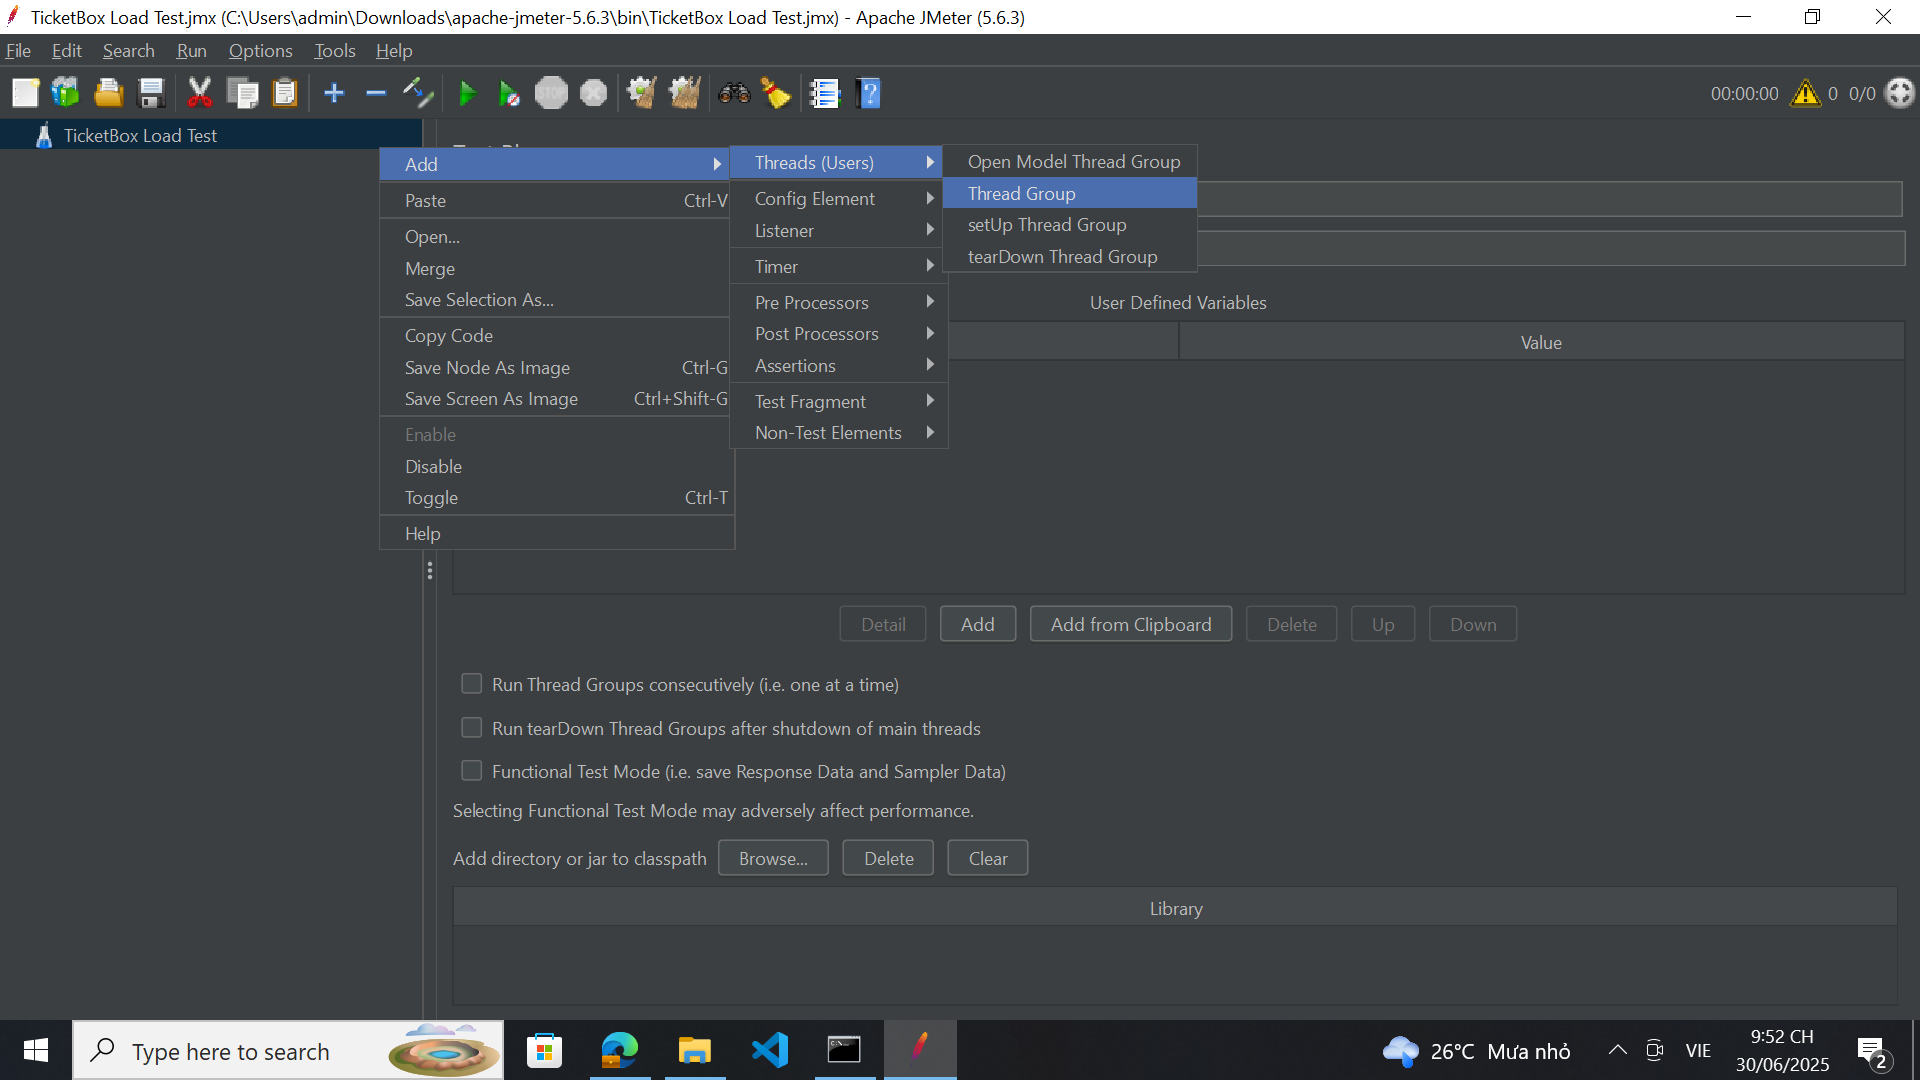 TicketBox Load Test.jmx (C:\Users\admin\Downloads\apache-jmeter-5.6.3\bin\TicketBox Load Test.jmx) - Apache JMeter (5.6.3)
File Edit Search Run Options Tools Help
STOP
00:00:00 0 0/0
TicketBox Load Test
Add
Paste Ctrl-V
Open...
Merge
Save Selection As...
Copy Code
Save Node As Image Ctrl-G
Save Screen As Image Ctrl+Shift-G
Enable
Disable
Toggle Ctrl-T
Help
Threads (Users)
Config Element
Listener
Timer
Pre Processors
Post Processors
Assertions
Test Fragment
Non-Test Elements
Open Model Thread Group
Thread Group
setUp Thread Group
tearDown Thread Group
User Defined Variables
Value
Detail Add Add from Clipboard Delete Up Down
Run Thread Groups consecutively (i.e. one at a time)
Run tearDown Thread Groups after shutdown of main threads
Functional Test Mode (i.e. save Response Data and Sampler Data)
Selecting Functional Test Mode may adversely affect performance.
Add directory or jar to classpath Browse... Delete Clear
Library
Type here to search
26°C Mưa nhỏ
VIE
9:52 CH
30/06/2025
2